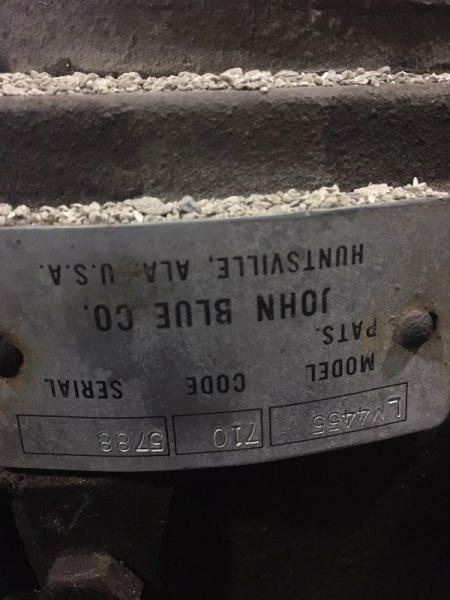 LM4455 710 5788
MODEL CODE SERIAL
PATS.
JOHN BLUE CO.
HUNTSVILLE, ALA. U.S.A.